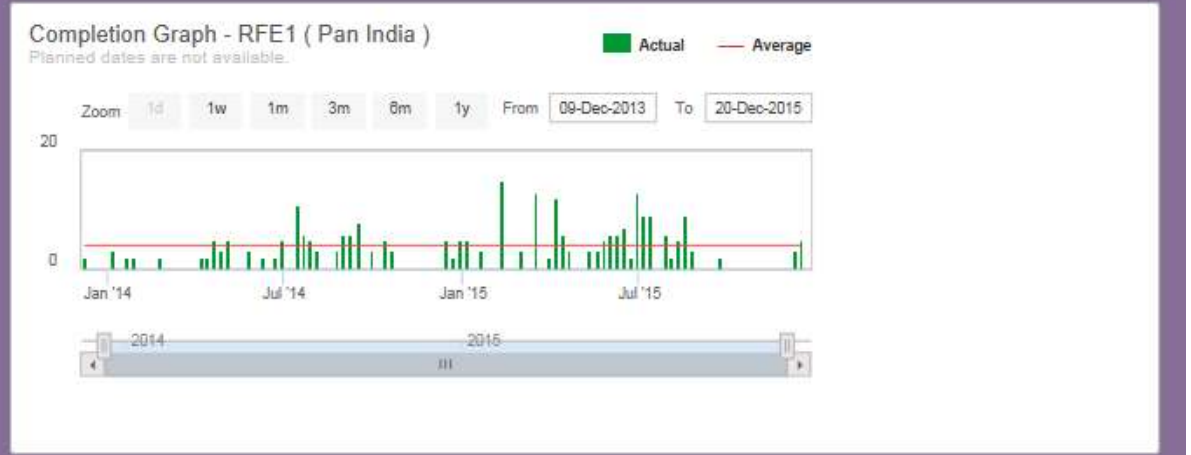 Completion Graph - RFE1 ( Pan India )
Planned dates are not available.
Actual
Average
Zoom 1d 1w 1m 3m 6m 1y From 09-Dec-2013 To 20-Dec-2015
20
0
Jan '14 Jul '14 Jan '15 Jul '15
2014 2015